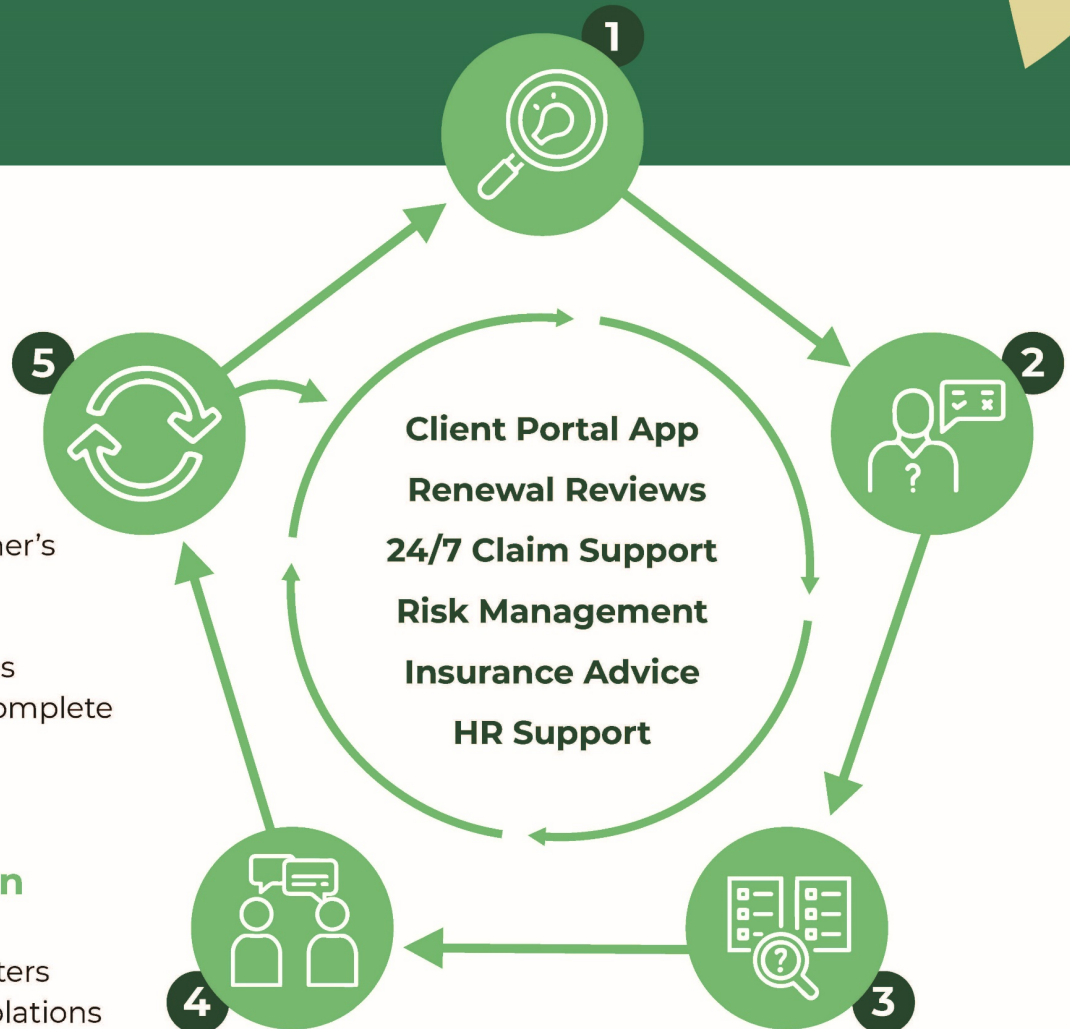 1
2
5
Client Portal App
Renewal Reviews
24/7 Claim Support
Risk Management
Insurance Advice
HR Support
4
3